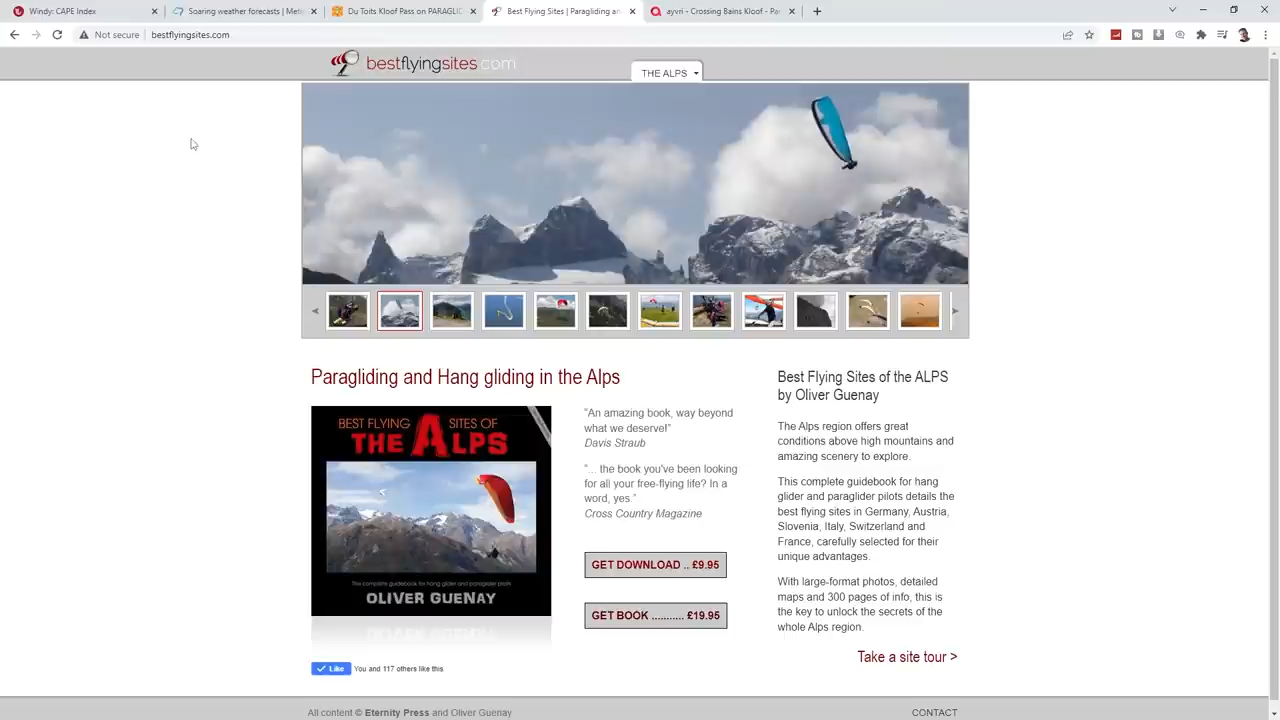 Windy: CAPE Index
Soaring weather forecasts | Mete
Du Toits Kloof Pass on PARAGLID
Best Flying Sites | Paragliding an
ayvri - Crossing Bains Kloof - Par
Not secure
bestflyingsites.com
bestflyingsites.com
THE ALPS
Paragliding and Hang gliding in the Alps
BEST FLYING SITES OF
THE ALPS
The complete guidebook for hang glider and paraglider pilots
OLIVER GUENAY
Like
You and 117 others like this
"An amazing book, way beyond
what we deserve!"
Davis Straub
"... the book you've been looking
for all your free-flying life? In a
word, yes."
Cross Country Magazine
GET DOWNLOAD .. £9.95
GET BOOK ........... £19.95
Best Flying Sites of the ALPS
by Oliver Guenay
The Alps region offers great
conditions above high mountains and
amazing scenery to explore.
This complete guidebook for hang
glider and paraglider pilots details the
best flying sites in Germany, Austria,
Slovenia, Italy, Switzerland and
France, carefully selected for their
unique advantages.
With large-format photos, detailed
maps and 300 pages of info, this is
the key to unlock the secrets of the
whole Alps region.
Take a site tour >
All content © Eternity Press and Oliver Guenay
CONTACT